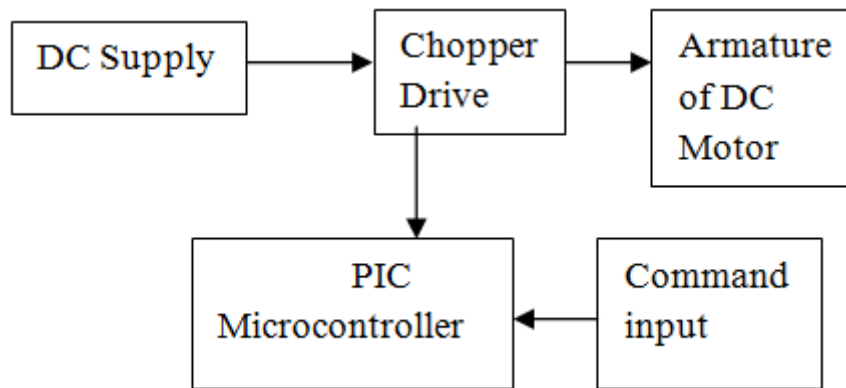 DC Supply
Chopper
Drive
Armature
of DC
Motor
PIC
Microcontroller
Command
input